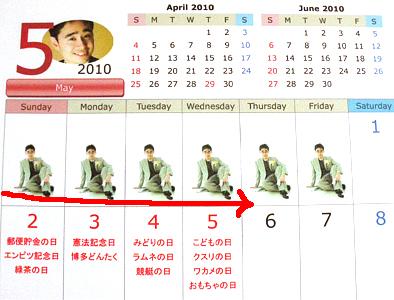 5
2010
May
April 2010
S M T W T F S
1 2 3
4 5 6 7 8 9 10
11 12 13 14 15 16 17
18 19 20 21 22 23 24
25 26 27 28 29 30
June 2010
S M T W T F S
1 2 3 4 5
6 7 8 9 10 11 12
13 14 15 16 17 18 19
20 21 22 23 24 25 26
27 28 29 30
Sunday Monday Tuesday Wednesday Thursday Friday Saturday
1
2 3 4 5 6 7 8
郵便貯金の日
エンピツ記念日
緑茶の日
憲法記念日
博多どんたく
みどりの日
ラムネの日
競艇の日
こどもの日
クスリの日
ワカメの日
おもちゃの日